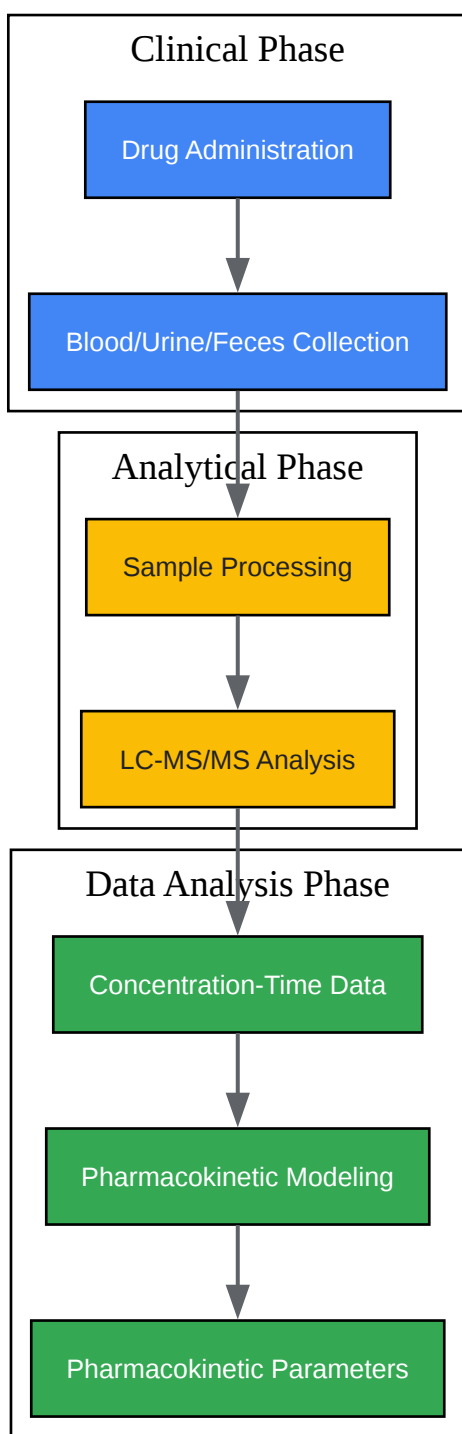 Clinical Phase
Drug Administration
Blood/Urine/Feces Collection
Analytical Phase
Sample Processing
LC-MS/MS Analysis
Data Analysis Phase
Concentration-Time Data
Pharmacokinetic Modeling
Pharmacokinetic Parameters